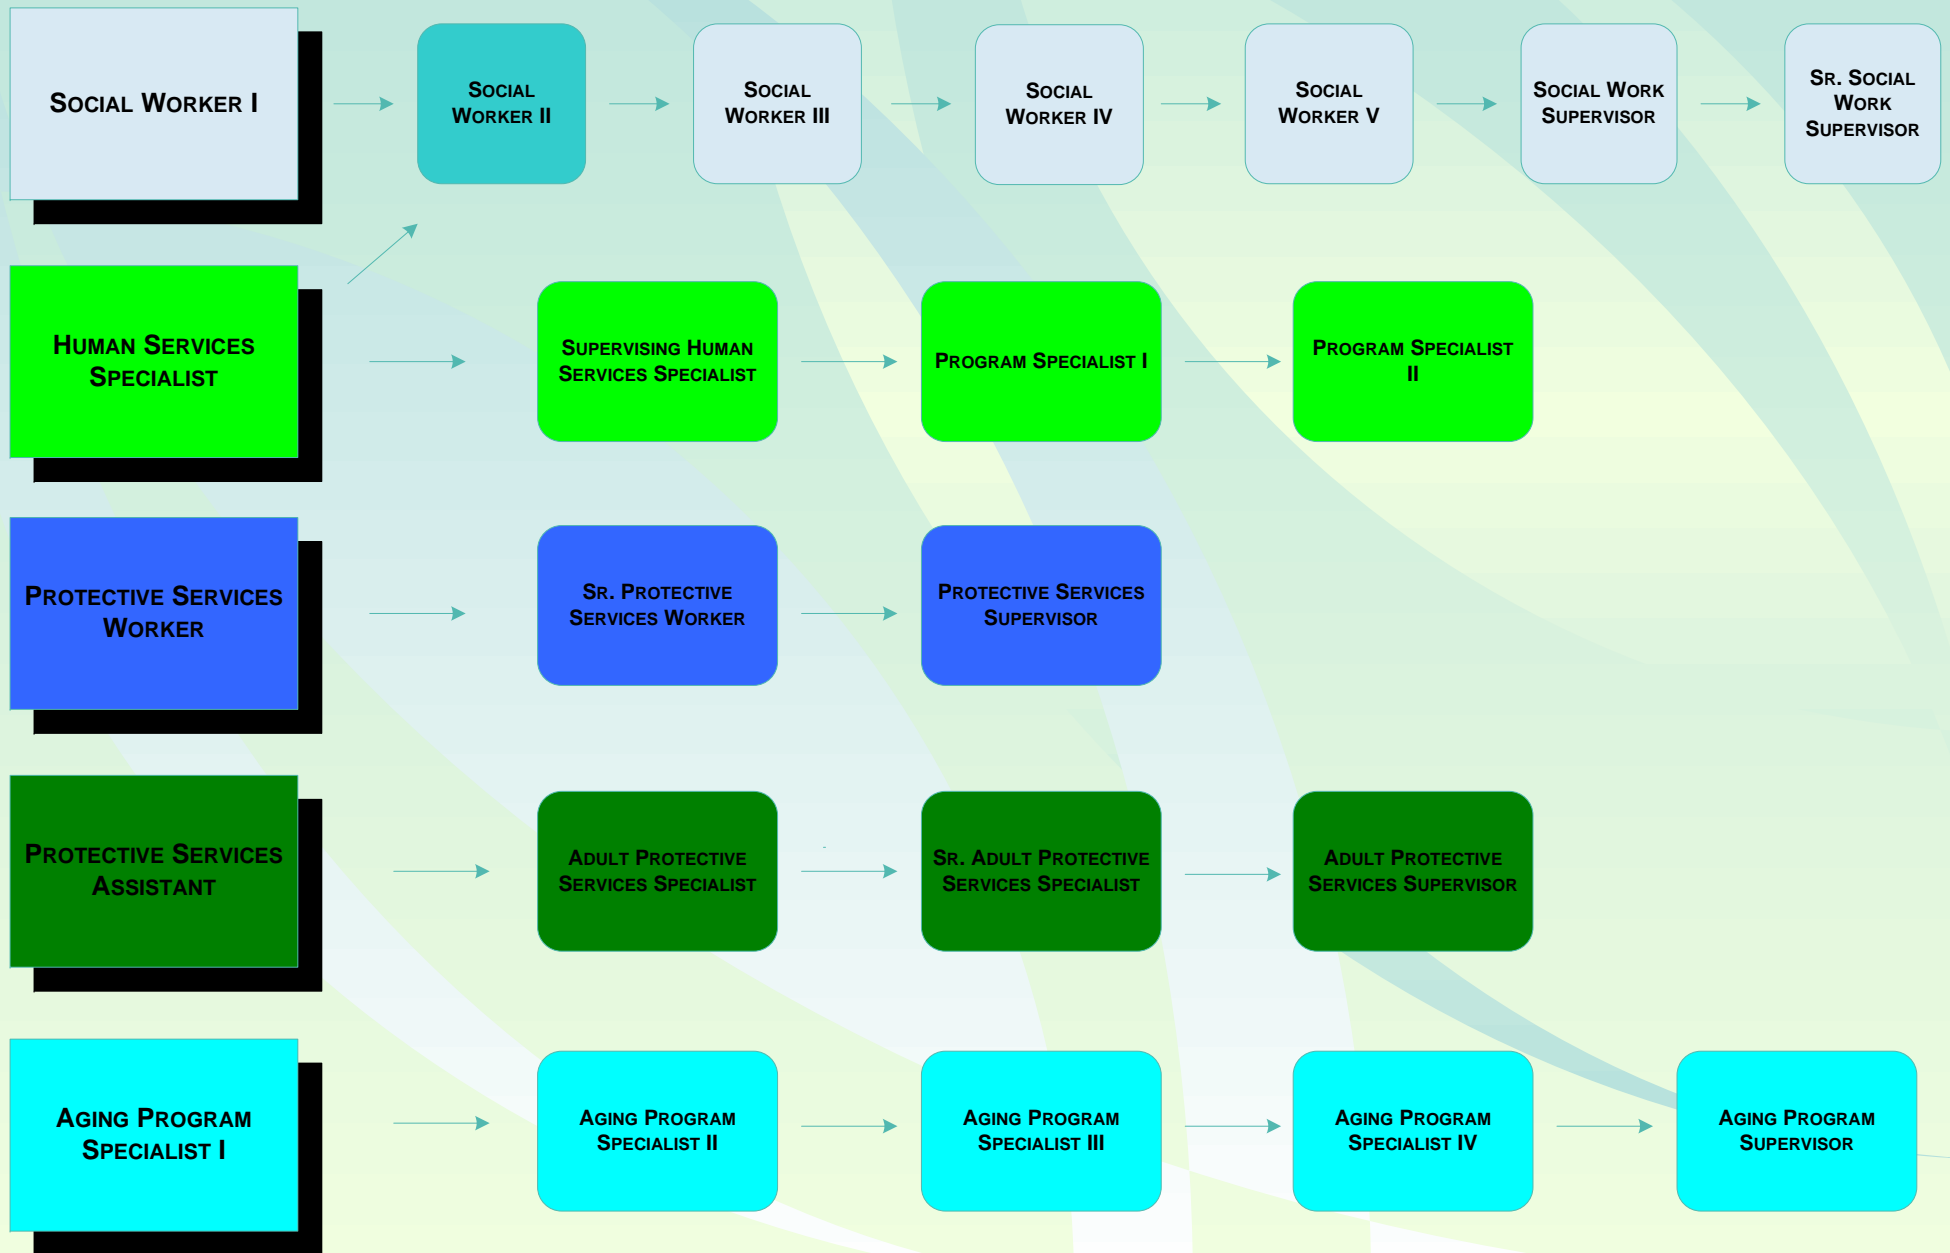 SOCIAL WORKER I
SOCIAL
WORKER II
SOCIAL
WORKER III
SOCIAL
WORKER IV
SOCIAL
WORKER V
SOCIAL WORK
SUPERVISOR
SR. SOCIAL
WORK
SUPERVISOR
HUMAN SERVICES
SPECIALIST
SUPERVISING HUMAN
SERVICES SPECIALIST
PROGRAM SPECIALIST I
PROGRAM SPECIALIST
II
PROTECTIVE SERVICES
WORKER
SR. PROTECTIVE
SERVICES WORKER
PROTECTIVE SERVICES
SUPERVISOR
PROTECTIVE SERVICES
ASSISTANT
ADULT PROTECTIVE
SERVICES SPECIALIST
SR. ADULT PROTECTIVE
SERVICES SPECIALIST
ADULT PROTECTIVE
SERVICES SUPERVISOR
AGING PROGRAM
SPECIALIST I
AGING PROGRAM
SPECIALIST II
AGING PROGRAM
SPECIALIST III
AGING PROGRAM
SPECIALIST IV
AGING PROGRAM
SUPERVISOR